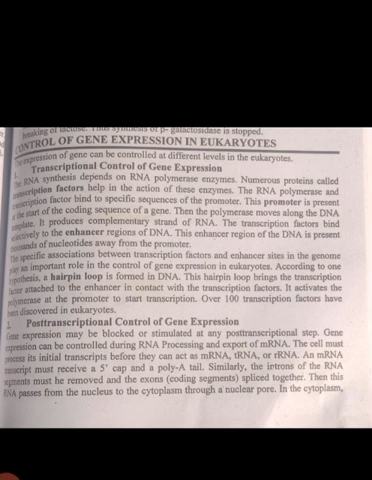 breaking of lactose. Thus synthesis of p- galactosidase is stopped.
CONTROL OF GENE EXPRESSION IN EUKARYOTES
The expression of gene can be controlled at different levels in the eukaryotes.
1. Transcriptional Control of Gene Expression
The RNA synthesis depends on RNA polymerase enzymes. Numerous proteins called
transcription factors help in the action of these enzymes. The RNA polymerase and
transcription factor bind to specific sequences of the promoter. This promoter is present
at the start of the coding sequence of a gene. Then the polymerase moves along the DNA
template. It produces complementary strand of RNA. The transcription factors bind
selectively to the enhancer regions of DNA. This enhancer region of the DNA is present
thousands of nucleotides away from the promoter.
The specific associations between transcription factors and enhancer sites in the genome
play an important role in the control of gene expression in eukaryotes. According to one
hypothesis, a hairpin loop is formed in DNA. This hairpin loop brings the transcription
factor attached to the enhancer in contact with the transcription factors. It activates the
polymerase at the promoter to start transcription. Over 100 transcription factors have
been discovered in eukaryotes.
2. Posttranscriptional Control of Gene Expression
Gene expression may be blocked or stimulated at any posttranscriptional step. Gene
expression can be controlled during RNA Processing and export of mRNA. The cell must
process its initial transcripts before they can act as mRNA, tRNA, or rRNA. An mRNA
transcript must receive a 5' cap and a poly-A tail. Similarly, the introns of the RNA
segments must he removed and the exons (coding segments) spliced together. Then this
RNA passes from the nucleus to the cytoplasm through a nuclear pore. In the cytoplasm,